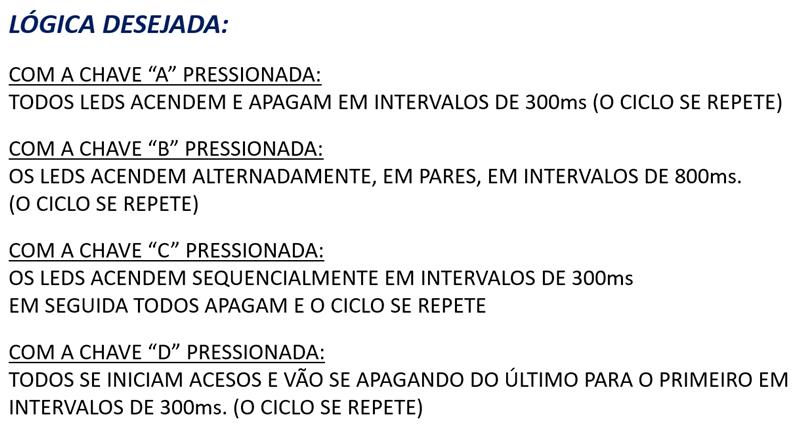 LÓGICA DESEJADA:
COM A CHAVE “A” PRESSIONADA:
TODOS LEDS ACENDEM E APAGAM EM INTERVALOS DE 300ms (O CICLO SE REPETE)
COM A CHAVE “B” PRESSIONADA:
OS LEDS ACENDEM ALTERNADAMENTE, EM PARES, EM INTERVALOS DE 800ms.
(O CICLO SE REPETE)
COM A CHAVE “C” PRESSIONADA:
OS LEDS ACENDEM SEQUENCIALMENTE EM INTERVALOS DE 300ms
EM SEGUIDA TODOS APAGAM E O CICLO SE REPETE
COM A CHAVE “D” PRESSIONADA:
TODOS SE INICIAM ACESOS E VÃO SE APAGANDO DO ÚLTIMO PARA O PRIMEIRO EM
INTERVALOS DE 300ms. (O CICLO SE REPETE)